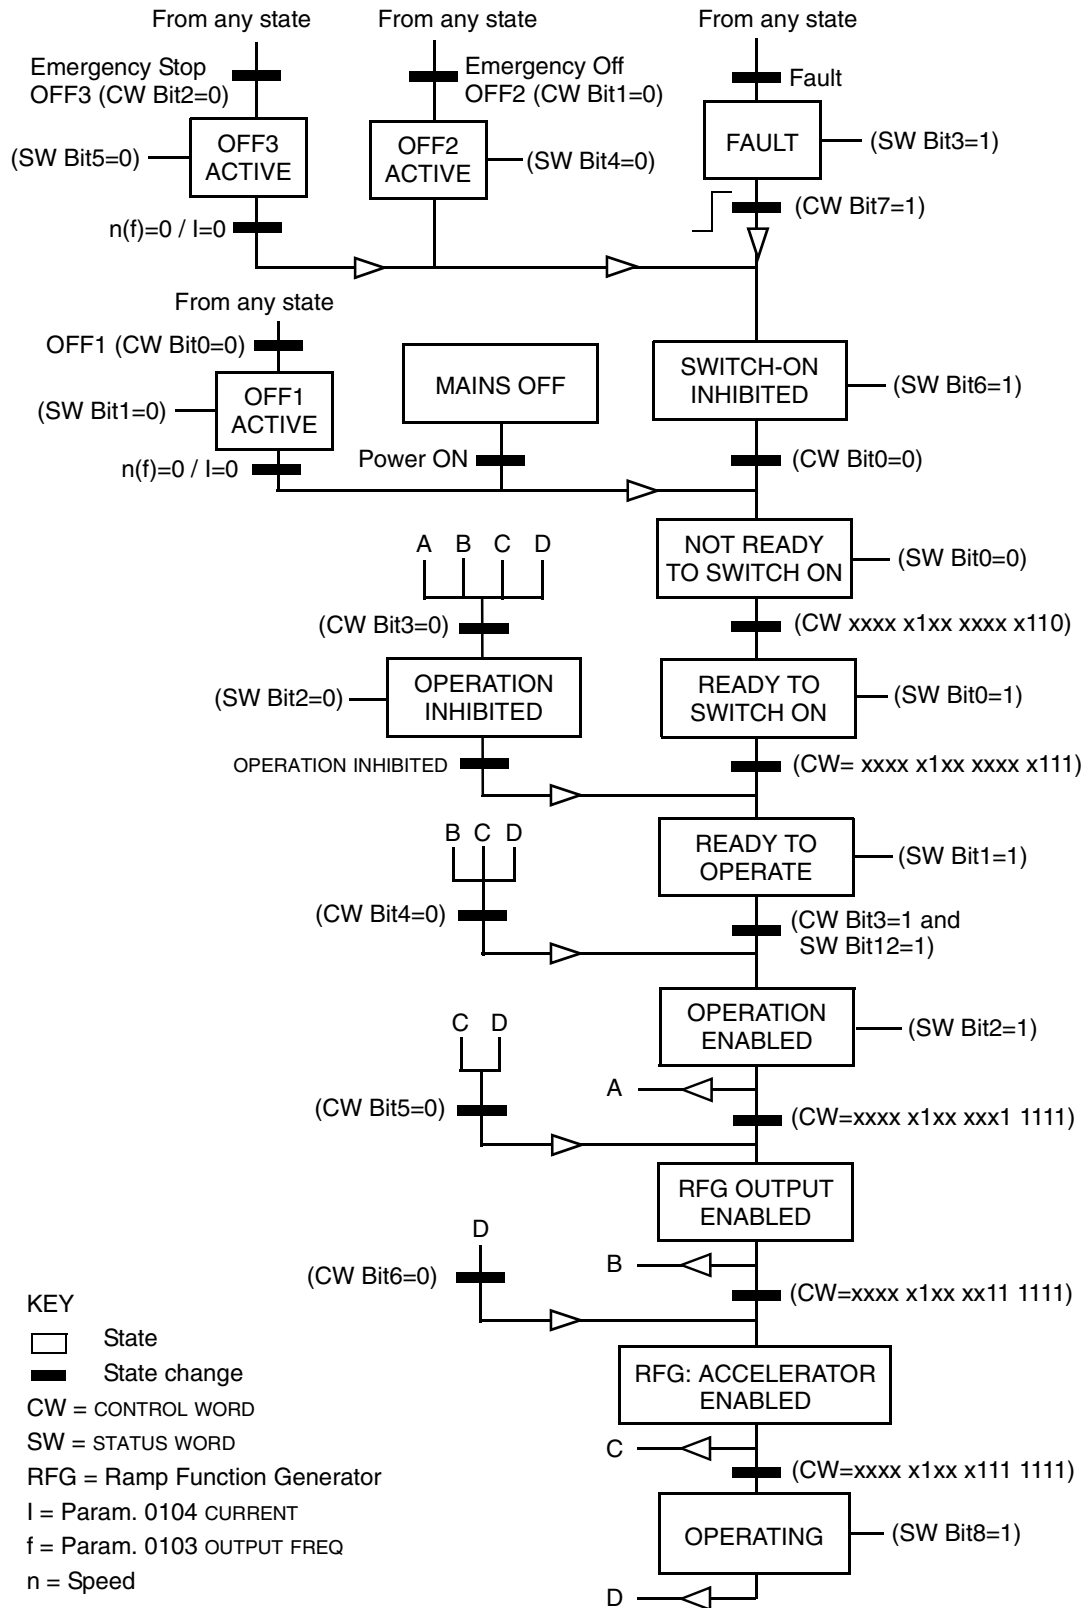 From any state
From any state
From any state
Emergency Stop
OFF3 (CW Bit2=0)
Emergency Off
OFF2 (CW Bit1=0)
Fault
OFF3
ACTIVE
(SW Bit5=0)
OFF2
ACTIVE
(SW Bit4=0)
FAULT
(SW Bit3=1)
n(f)=0 / I=0
(CW Bit7=1)
From any state
OFF1 (CW Bit0=0)
OFF1
ACTIVE
(SW Bit1=0)
MAINS OFF
SWITCH-ON
INHIBITED
(SW Bit6=1)
n(f)=0 / I=0
Power ON
(CW Bit0=0)
A B C D
NOT READY
TO SWITCH ON
(SW Bit0=0)
(CW Bit3=0)
(CW xxxx x1xx xxxx x110)
OPERATION
INHIBITED
(SW Bit2=0)
READY TO
SWITCH ON
(SW Bit0=1)
OPERATION INHIBITED
(CW= xxxx x1xx xxxx x111)
B C D
READY TO
OPERATE
(SW Bit1=1)
(CW Bit4=0)
(CW Bit3=1 and
SW Bit12=1)
C D
OPERATION
ENABLED
(SW Bit2=1)
A
(CW Bit5=0)
(CW=xxxx x1xx xxx1 1111)
RFG OUTPUT
ENABLED
D
B
(CW Bit6=0)
(CW=xxxx x1xx xx11 1111)
RFG: ACCELERATOR
ENABLED
C
(CW=xxxx x1xx x111 1111)
OPERATING
(SW Bit8=1)
D
KEY
State
State change
CW = CONTROL WORD
SW = STATUS WORD
RFG = Ramp Function Generator
I = Param. 0104 CURRENT
f = Param. 0103 OUTPUT FREQ
n = Speed